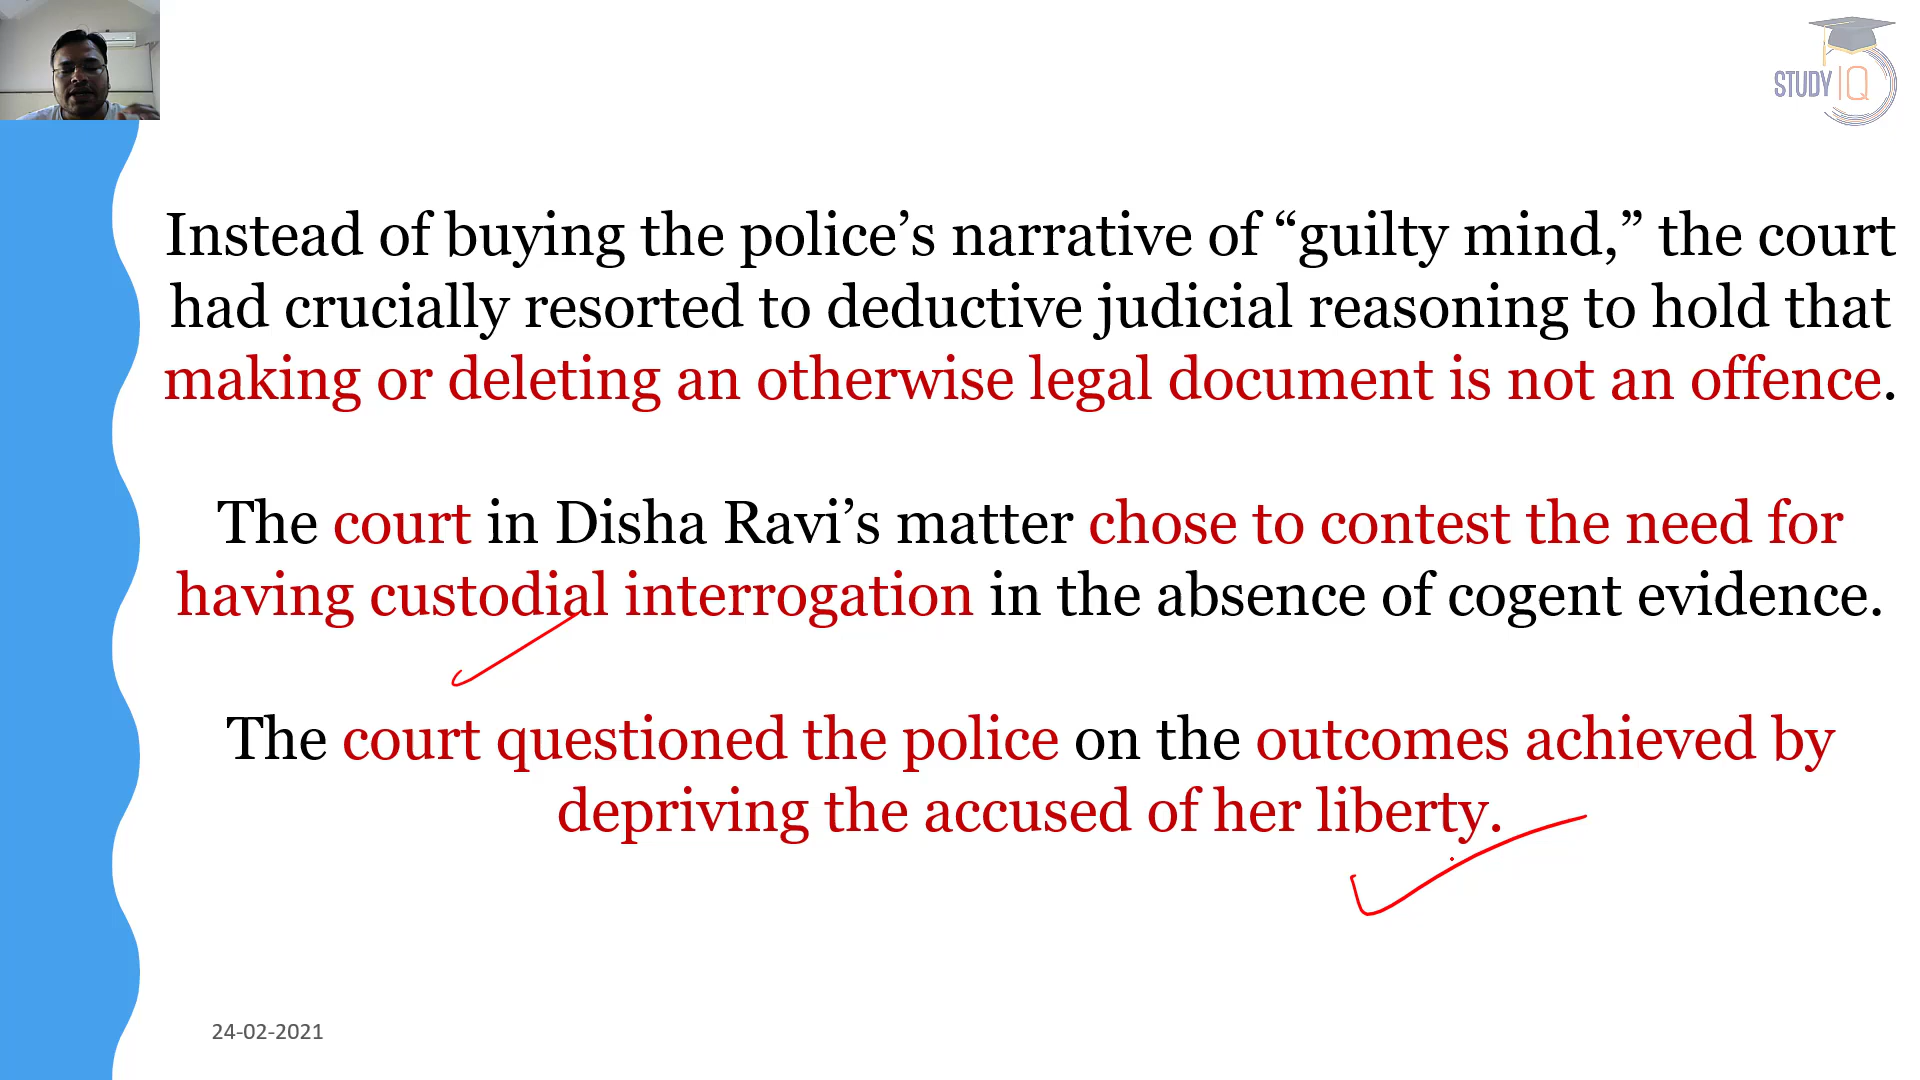 STUDY IQ
Instead of buying the police’s narrative of “guilty mind,” the court
had crucially resorted to deductive judicial reasoning to hold that
making or deleting an otherwise legal document is not an offence.
The court in Disha Ravi’s matter chose to contest the need for
having custodial interrogation in the absence of cogent evidence.
The court questioned the police on the outcomes achieved by
depriving the accused of her liberty.
24-02-2021